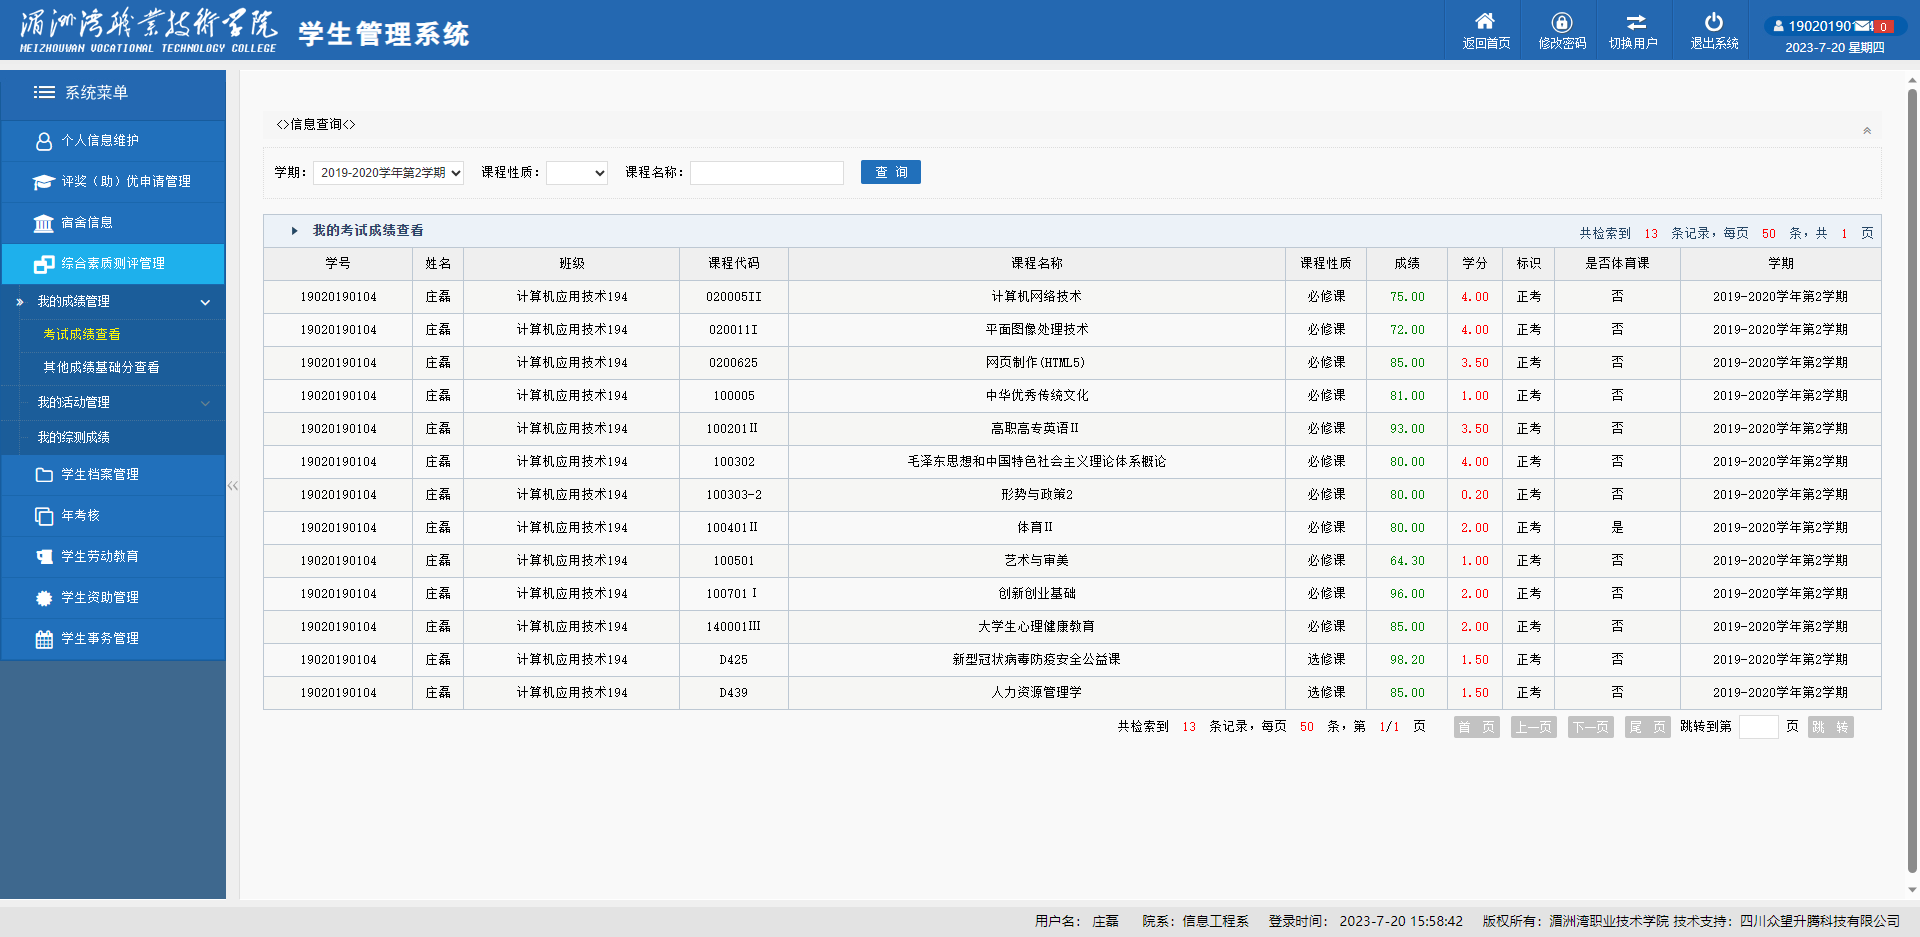 湄洲湾职业技术学院 学生管理系统
MEIZHOUWAN VOCATIONAL TECHNOLOGY COLLEGE
返回首页 修改密码 切换用户 退出系统
0
2023-7-20 星期四
系统菜单
个人信息维护
评奖（助）优申请管理
宿舍信息
综合素质测评管理
我的成绩管理
考试成绩查看
其他成绩基础分查看
我的活动管理
我的综测成绩
学生档案管理
年考核
学生劳动教育
学生资助管理
学生事务管理
<>信息查询<>
学期： 2019-2020学年第2学期 课程性质： 课程名称： 查 询
我的考试成绩查看 共检索到 13 条记录，每页 50 条，共 1 页
学号 姓名 班级 课程代码 课程名称 课程性质 成绩 学分 标识 是否体育课 学期
19020190104 庄磊 计算机应用技术194 020005II 计算机网络技术 必修课 75.00 4.00 正考 否 2019-2020学年第2学期
19020190104 庄磊 计算机应用技术194 020011I 平面图像处理技术 必修课 72.00 4.00 正考 否 2019-2020学年第2学期
19020190104 庄磊 计算机应用技术194 0200625 网页制作(HTML5) 必修课 85.00 3.50 正考 否 2019-2020学年第2学期
19020190104 庄磊 计算机应用技术194 100005 中华优秀传统文化 必修课 81.00 1.00 正考 否 2019-2020学年第2学期
19020190104 庄磊 计算机应用技术194 100201Ⅱ 高职高专英语Ⅱ 必修课 93.00 3.50 正考 否 2019-2020学年第2学期
19020190104 庄磊 计算机应用技术194 100302 毛泽东思想和中国特色社会主义理论体系概论 必修课 80.00 4.00 正考 否 2019-2020学年第2学期
19020190104 庄磊 计算机应用技术194 100303-2 形势与政策2 必修课 80.00 0.20 正考 否 2019-2020学年第2学期
19020190104 庄磊 计算机应用技术194 100401Ⅱ 体育Ⅱ 必修课 80.00 2.00 正考 是 2019-2020学年第2学期
19020190104 庄磊 计算机应用技术194 100501 艺术与审美 必修课 64.30 1.00 正考 否 2019-2020学年第2学期
19020190104 庄磊 计算机应用技术194 100701Ⅰ 创新创业基础 必修课 96.00 2.00 正考 否 2019-2020学年第2学期
19020190104 庄磊 计算机应用技术194 140001Ⅲ 大学生心理健康教育 必修课 85.00 2.00 正考 否 2019-2020学年第2学期
19020190104 庄磊 计算机应用技术194 D425 新型冠状病毒防疫安全公益课 选修课 98.20 1.50 正考 否 2019-2020学年第2学期
19020190104 庄磊 计算机应用技术194 D439 人力资源管理学 选修课 85.00 1.50 正考 否 2019-2020学年第2学期
共检索到 13 条记录，每页 50 条，第 1/1 页 首 页 上一页 下一页 尾 页 跳转到第 页 跳 转
用户名： 庄磊 院系：信息工程系 登录时间： 2023-7-20 15:58:42 版权所有：湄洲湾职业技术学院 技术支持：四川众望升腾科技有限公司